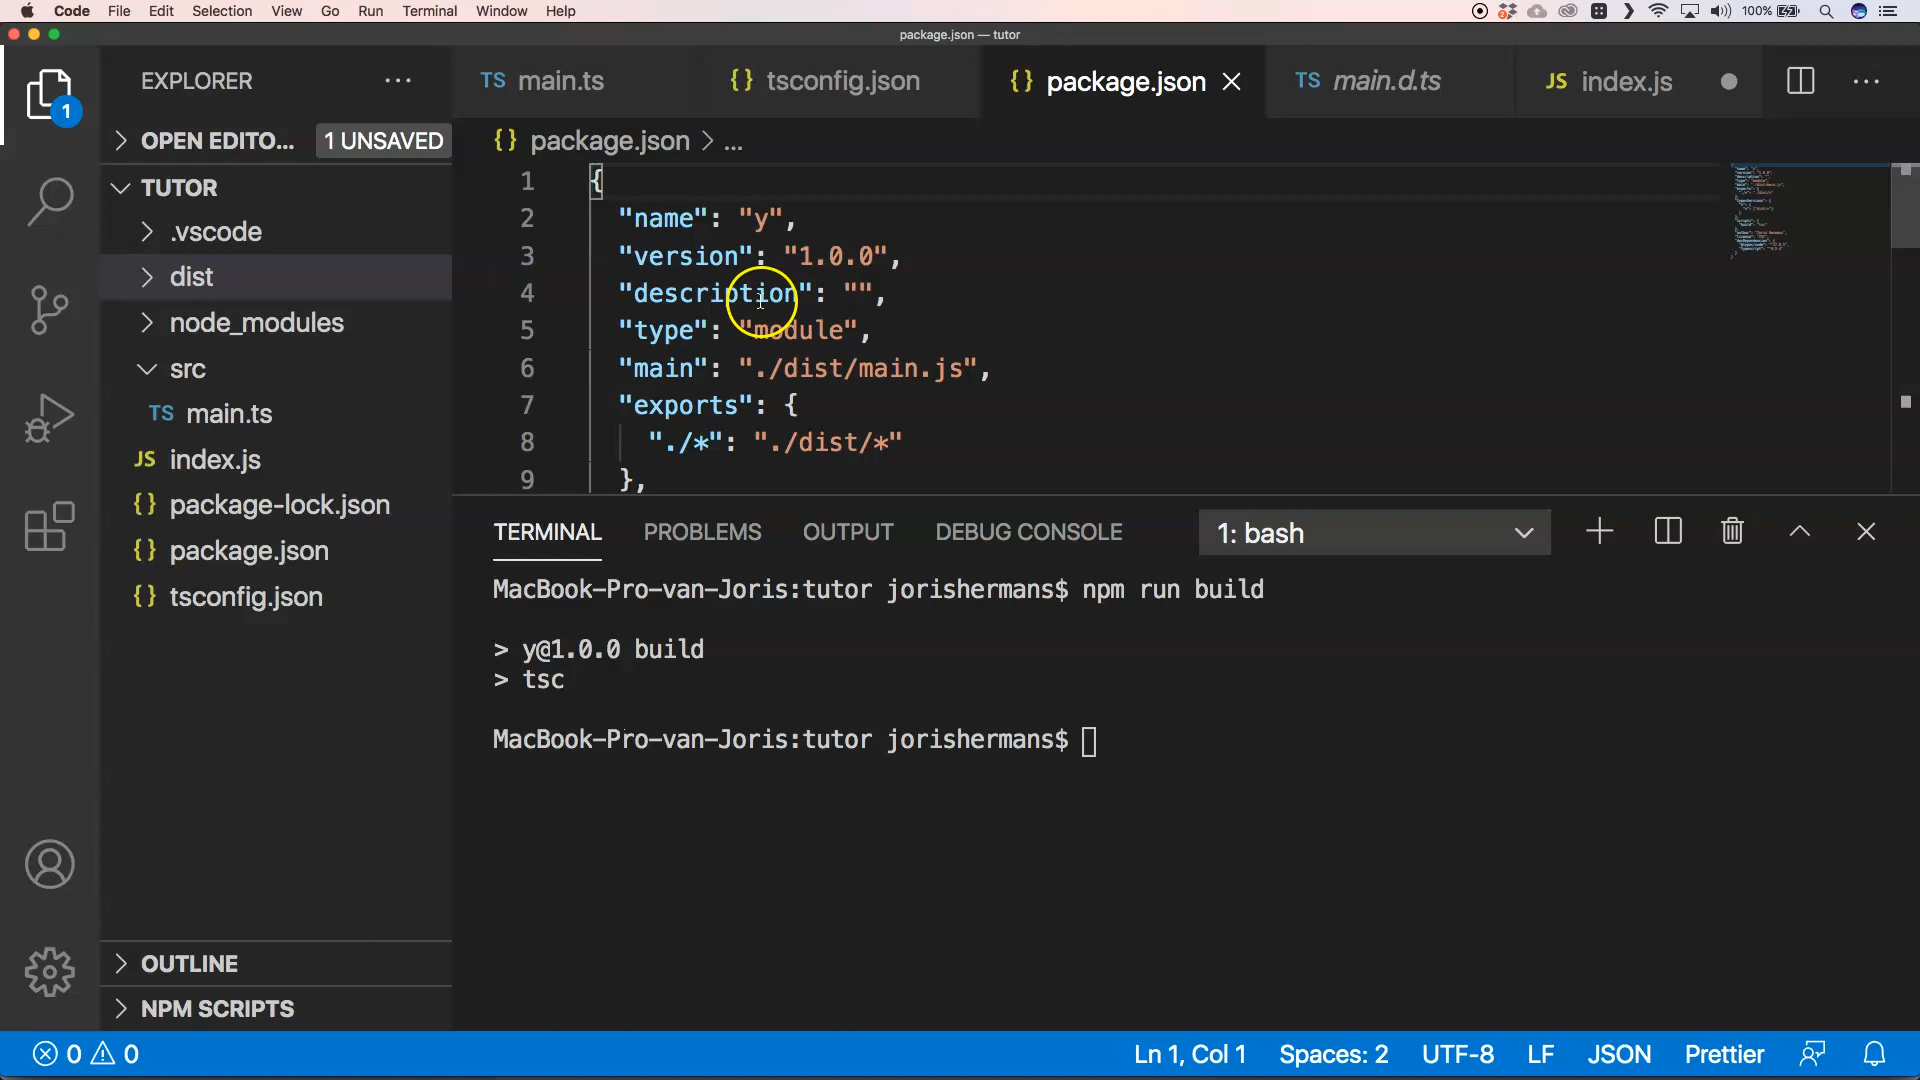 Code File Edit Selection View Go Run Terminal Window Help
100%
package.json — tutor
EXPLORER
TS main.ts
{} tsconfig.json
{} package.json
TS main.d.ts
JS index.js
1
OPEN EDITO... 1 UNSAVED
{} package.json > ...
TUTOR
.vscode
dist
node_modules
src
TS main.ts
JS index.js
{} package-lock.json
{} package.json
{} tsconfig.json
OUTLINE
NPM SCRIPTS
1 {
2 "name": "y",
3 "version": "1.0.0",
4 "description": "",
5 "type": "module",
6 "main": "./dist/main.js",
7 "exports": {
8 "./*": "./dist/*"
9 },
TERMINAL PROBLEMS OUTPUT DEBUG CONSOLE 1: bash
MacBook-Pro-van-Joris:tutor jorishermans$ npm run build
> y@1.0.0 build
> tsc
MacBook-Pro-van-Joris:tutor jorishermans$
0 0 Ln 1, Col 1 Spaces: 2 UTF-8 LF JSON Prettier